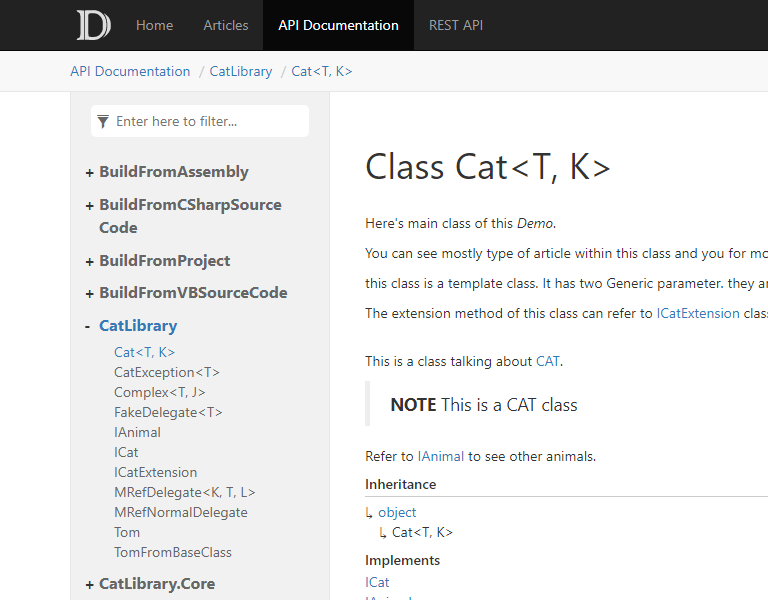 Home Articles API Documentation REST API
API Documentation / CatLibrary / Cat<T, K>
Enter here to filter...
+ BuildFromAssembly
+ BuildFromCSharpSource
Code
+ BuildFromProject
+ BuildFromVBSourceCode
- CatLibrary
Cat<T, K>
CatException<T>
Complex<T, J>
FakeDelegate<T>
IAnimal
ICat
ICatExtension
MRefDelegate<K, T, L>
MRefNormalDelegate
Tom
TomFromBaseClass
+ CatLibrary.Core
Class Cat<T, K>
Here's main class of this Demo.
You can see mostly type of article within this class and you for mo
this class is a template class. It has two Generic parameter. they a
The extension method of this class can refer to ICatExtension clas
This is a class talking about CAT.
NOTE This is a CAT class
Refer to IAnimal to see other animals.
Inheritance
↳ object
↳ Cat<T, K>
Implements
ICat
IAnimal